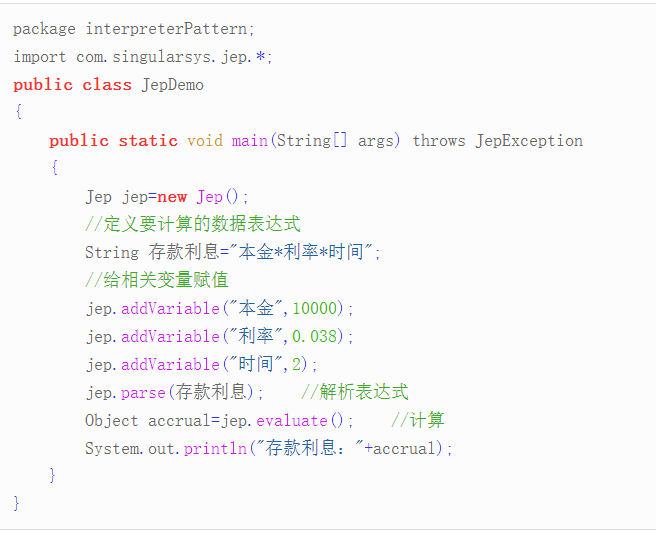 package interpreterPattern;
import com.singularsys.jep.*;
public class JepDemo
{
    public static void main(String[] args) throws JepException
    {
        Jep jep=new Jep();
        //定义要计算的数据表达式
        String 存款利息="本金*利率*时间";
        //给相关变量赋值
        jep.addVariable("本金",10000);
        jep.addVariable("利率",0.038);
        jep.addVariable("时间",2);
        jep.parse(存款利息);    //解析表达式
        Object accrual=jep.evaluate();    //计算
        System.out.println("存款利息："+accrual);
    }
}